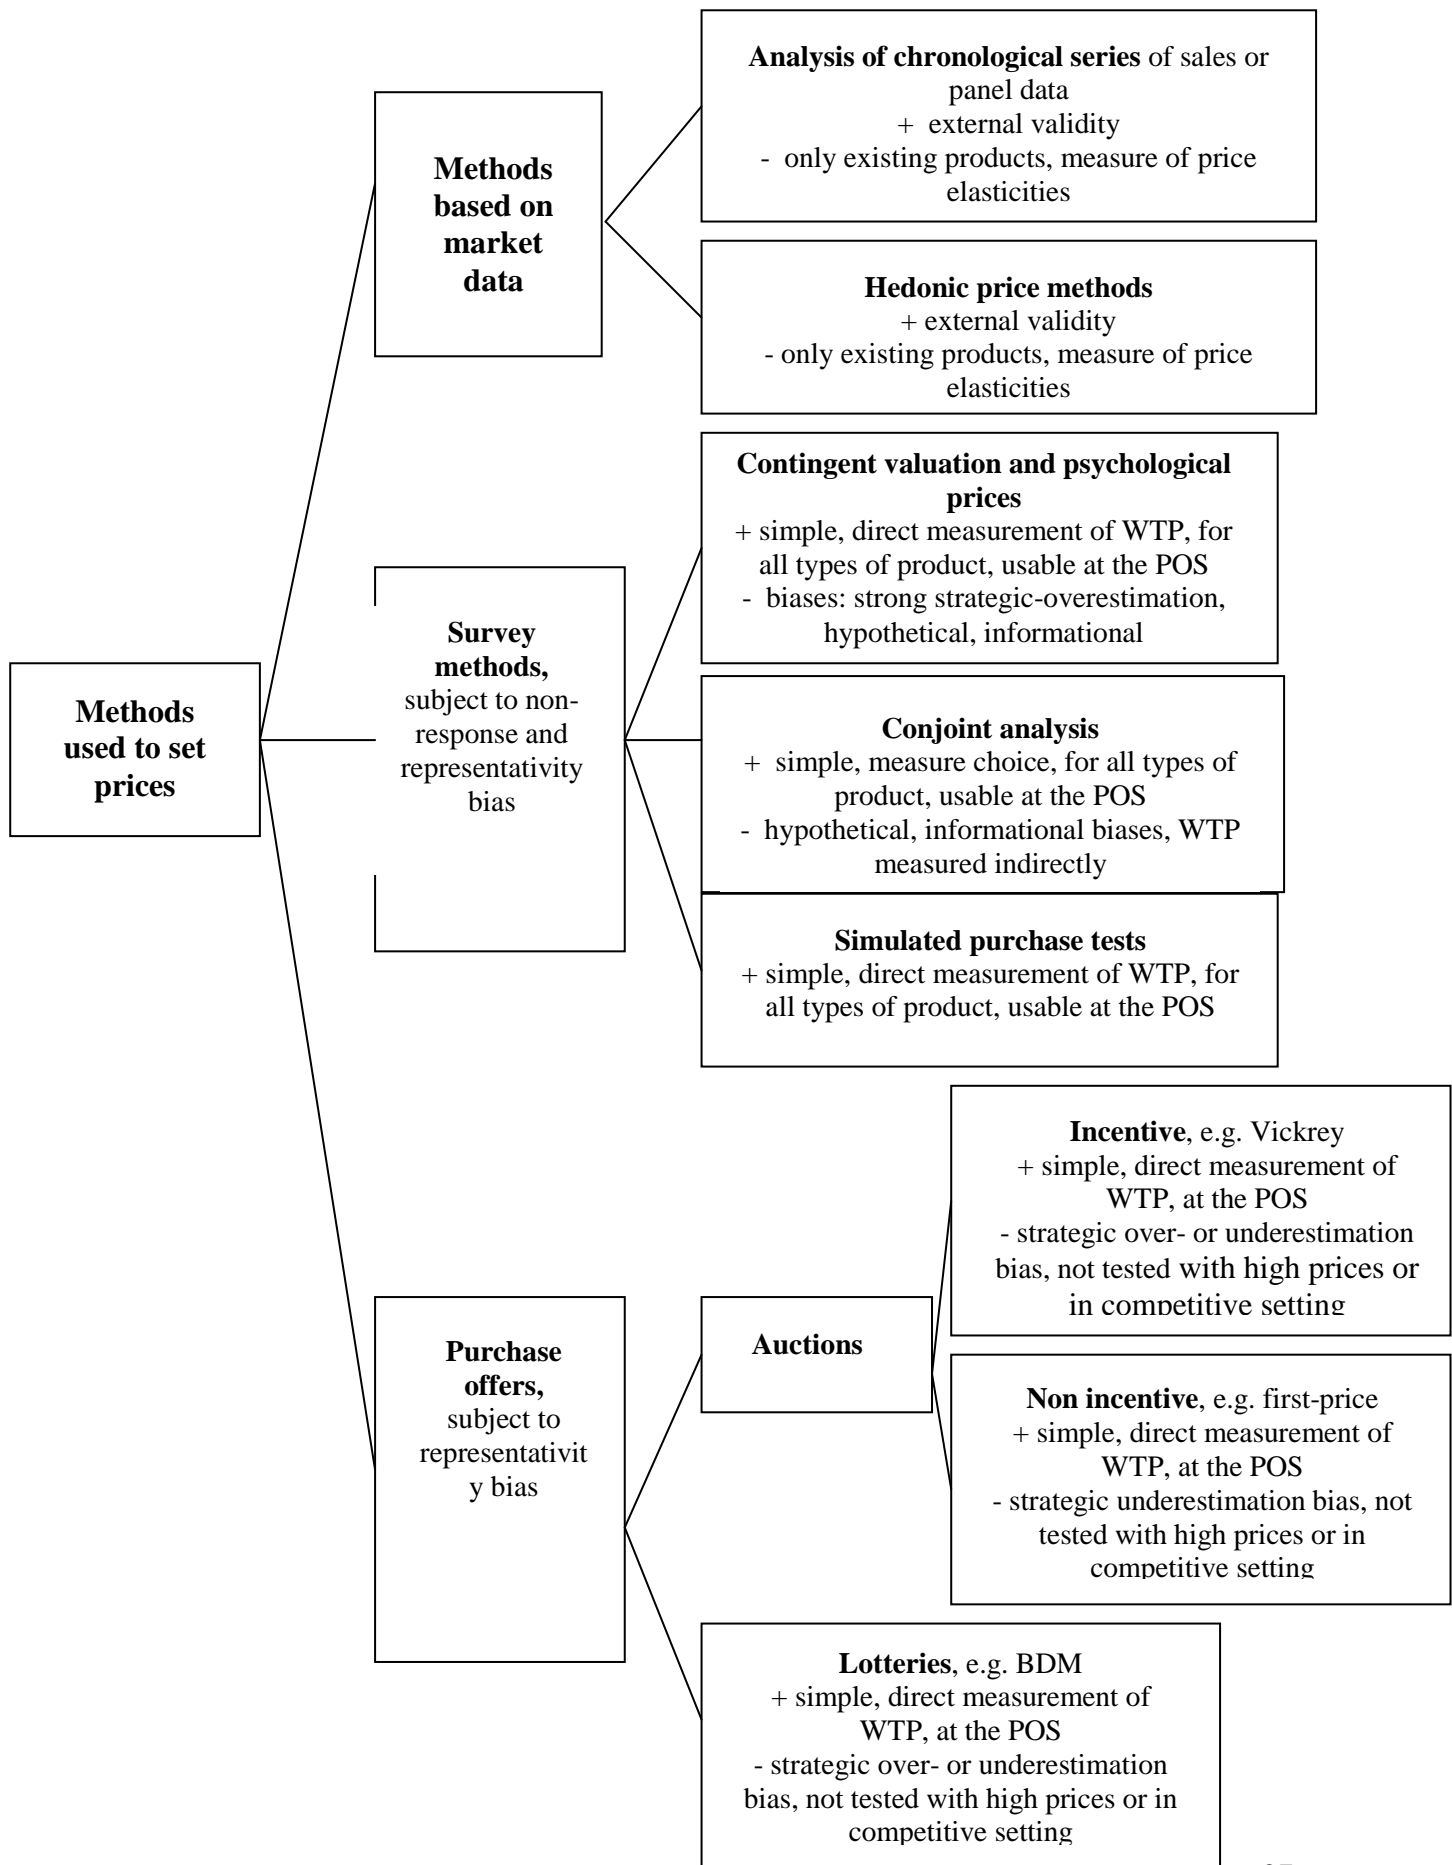 Analysis of chronological series of sales or
panel data
+ external validity
- only existing products, measure of price
elasticities
Methods
based on
market
data
Hedonic price methods
+ external validity
- only existing products, measure of price
elasticities
Contingent valuation and psychological
prices
+ simple, direct measurement of WTP, for
all types of product, usable at the POS
- biases: strong strategic-overestimation,
hypothetical, informational
Survey
methods,
subject to non-
response and
representativity
bias
Methods
used to set
prices
Conjoint analysis
+ simple, measure choice, for all types of
product, usable at the POS
- hypothetical, informational biases, WTP
measured indirectly
Simulated purchase tests
+ simple, direct measurement of WTP, for
all types of product, usable at the POS
Incentive, e.g. Vickrey
+ simple, direct measurement of
WTP, at the POS
- strategic over- or underestimation
bias, not tested with high prices or
in competitive setting
Auctions
Purchase
offers,
subject to
representativit
y bias
Non incentive, e.g. first-price
+ simple, direct measurement of
WTP, at the POS
- strategic underestimation bias, not
tested with high prices or in
competitive setting
Lotteries, e.g. BDM
+ simple, direct measurement of
WTP, at the POS
- strategic over- or underestimation
bias, not tested with high prices or in
competitive setting